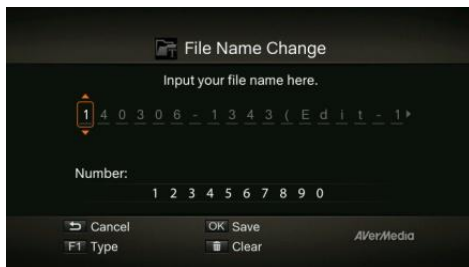 File Name Change
Input your file name here.
1 4 0 3 0 6 - 1 3 4 3 ( E d i t - 1
Number:
1 2 3 4 5 6 7 8 9 0
Cancel OK Save
F1 Type Clear
AVerMedia